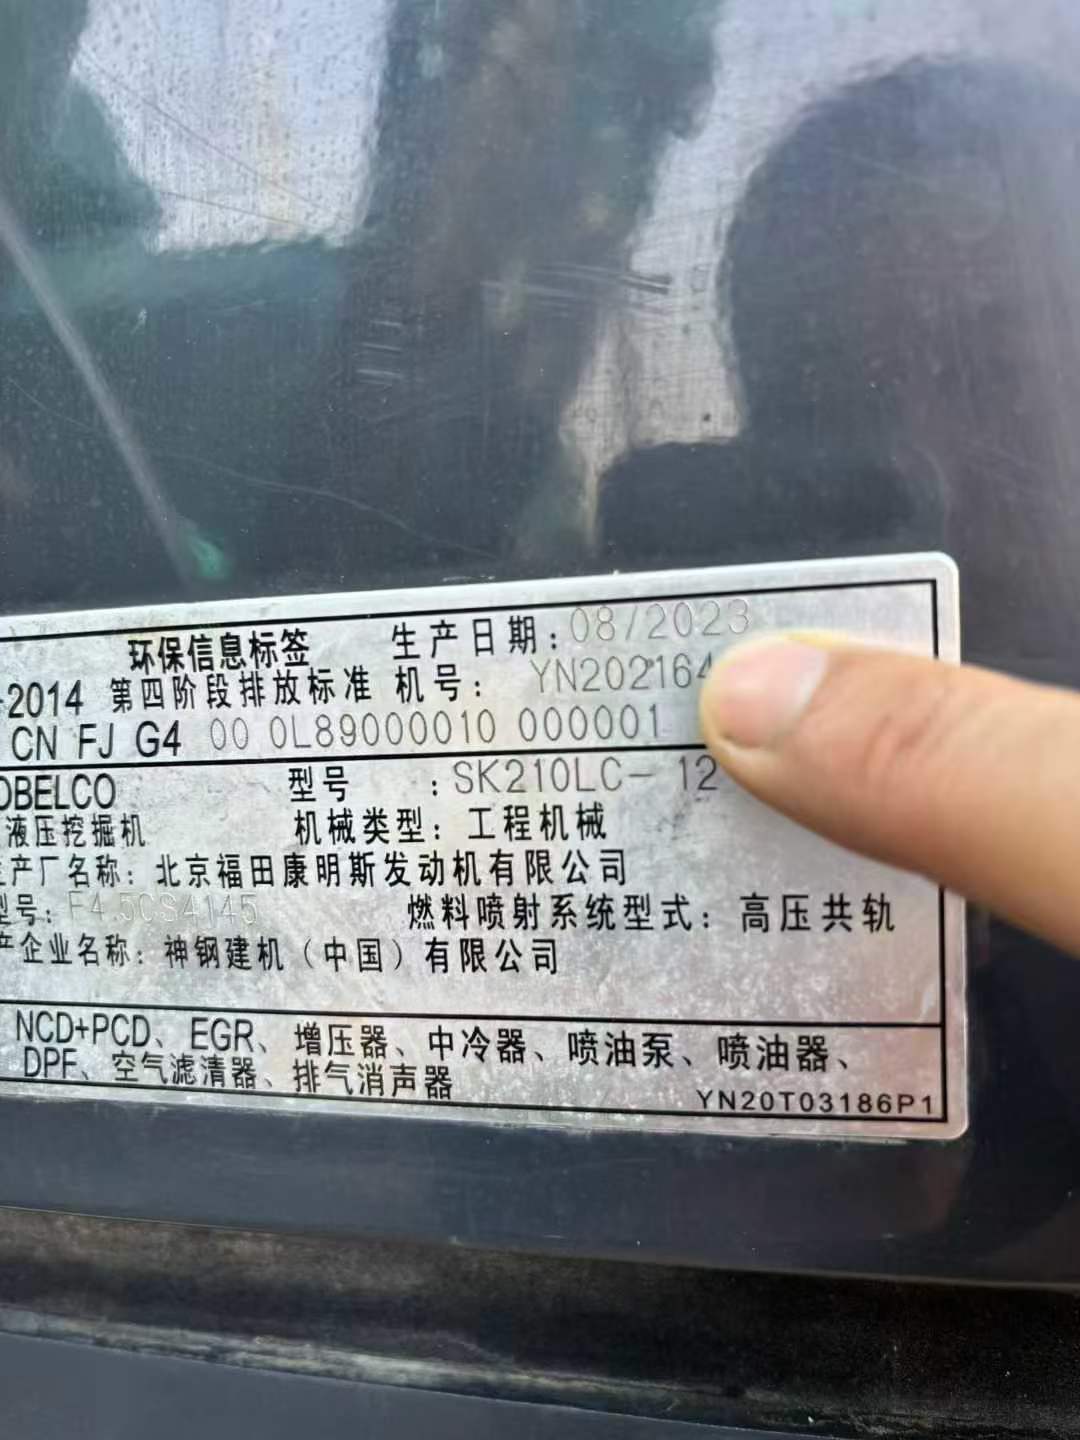 环保信息标签 生产日期:08/2023
-2014 第四阶段排放标准 机号: YN202164
CN FJ G4 00 0L89000010 000001
OBELCO 型号 :SK210LC-12
液压挖掘机 机械类型: 工程机械
产厂名称: 北京福田康明斯发动机有限公司
型号: F4.5CS4145 燃料喷射系统型式: 高压共轨
产企业名称: 神钢建机(中国)有限公司
NCD+PCD、EGR、增压器、中冷器、喷油泵、喷油器、
DPF、空气滤清器、排气消声器
YN20T03186P1